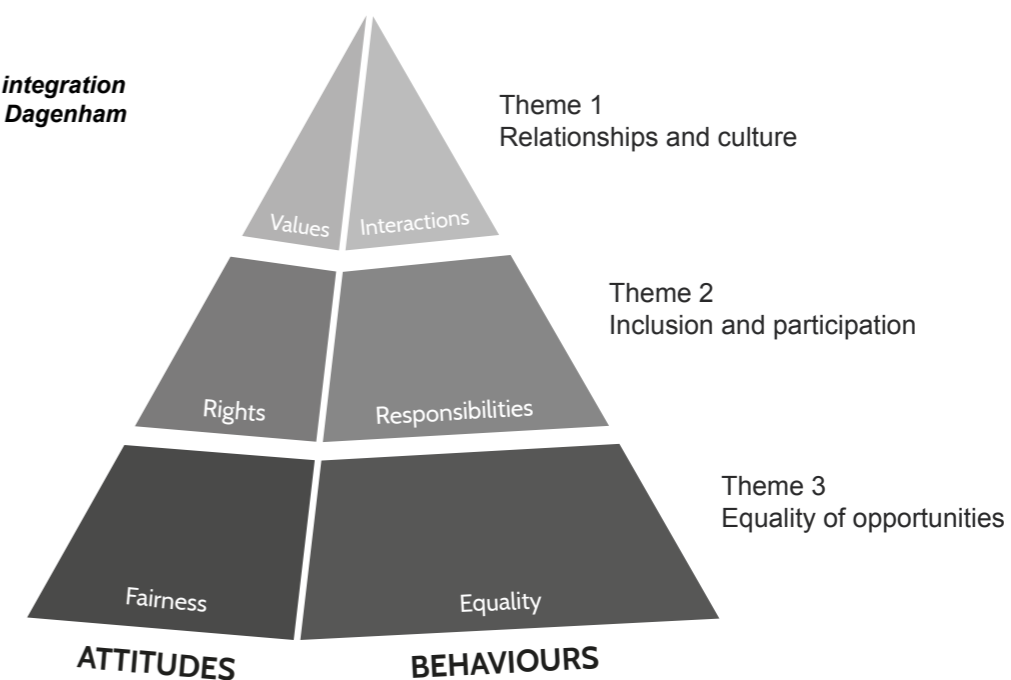 integration
Dagenham
Theme 1
Relationships and culture
Values Interactions
Theme 2
Inclusion and participation
Rights Responsibilities
Theme 3
Equality of opportunities
Fairness Equality
ATTITUDES BEHAVIOURS